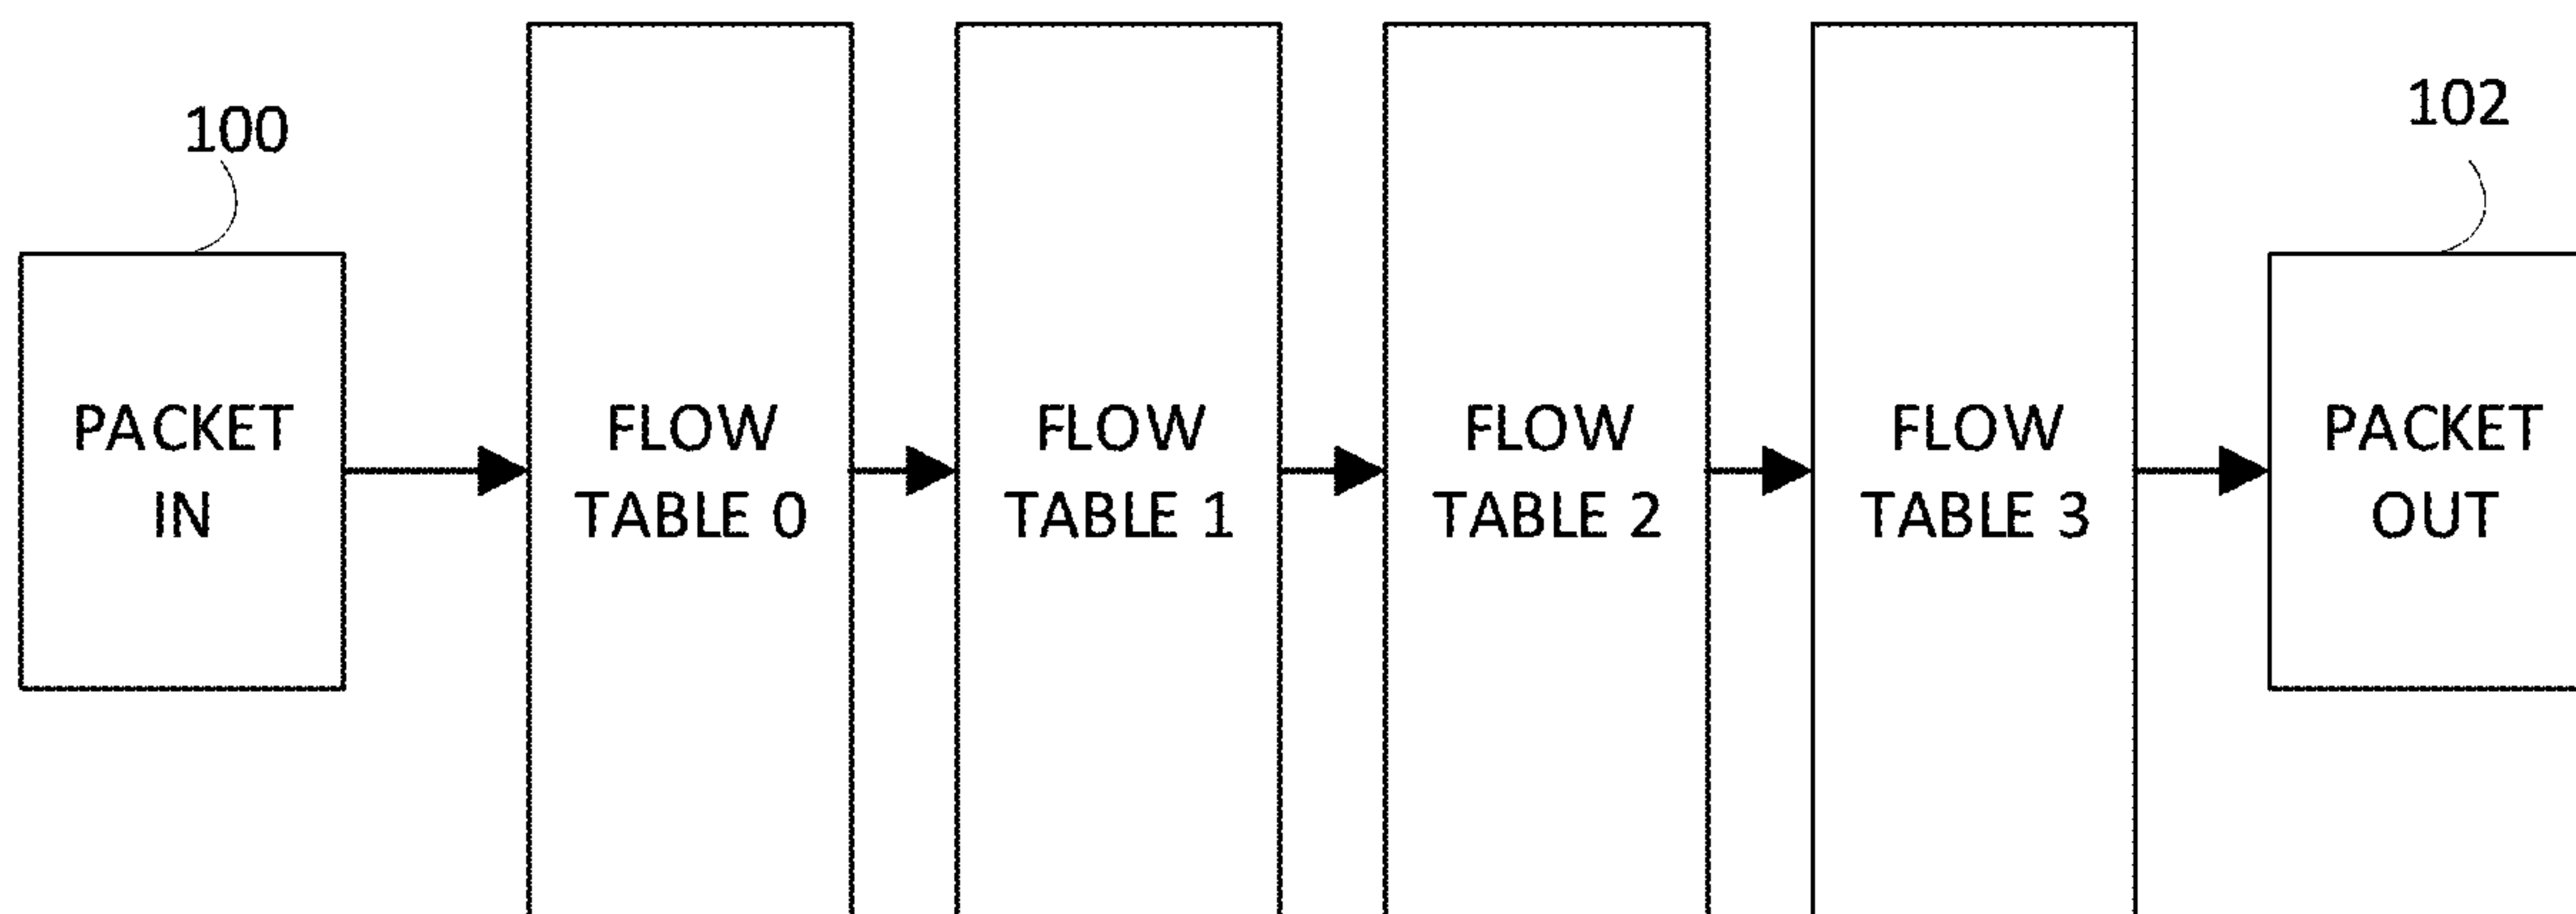 100
102
PACKET
IN
FLOW
TABLE 0
FLOW
TABLE 1
FLOW
TABLE 2
FLOW
TABLE 3
PACKET
OUT